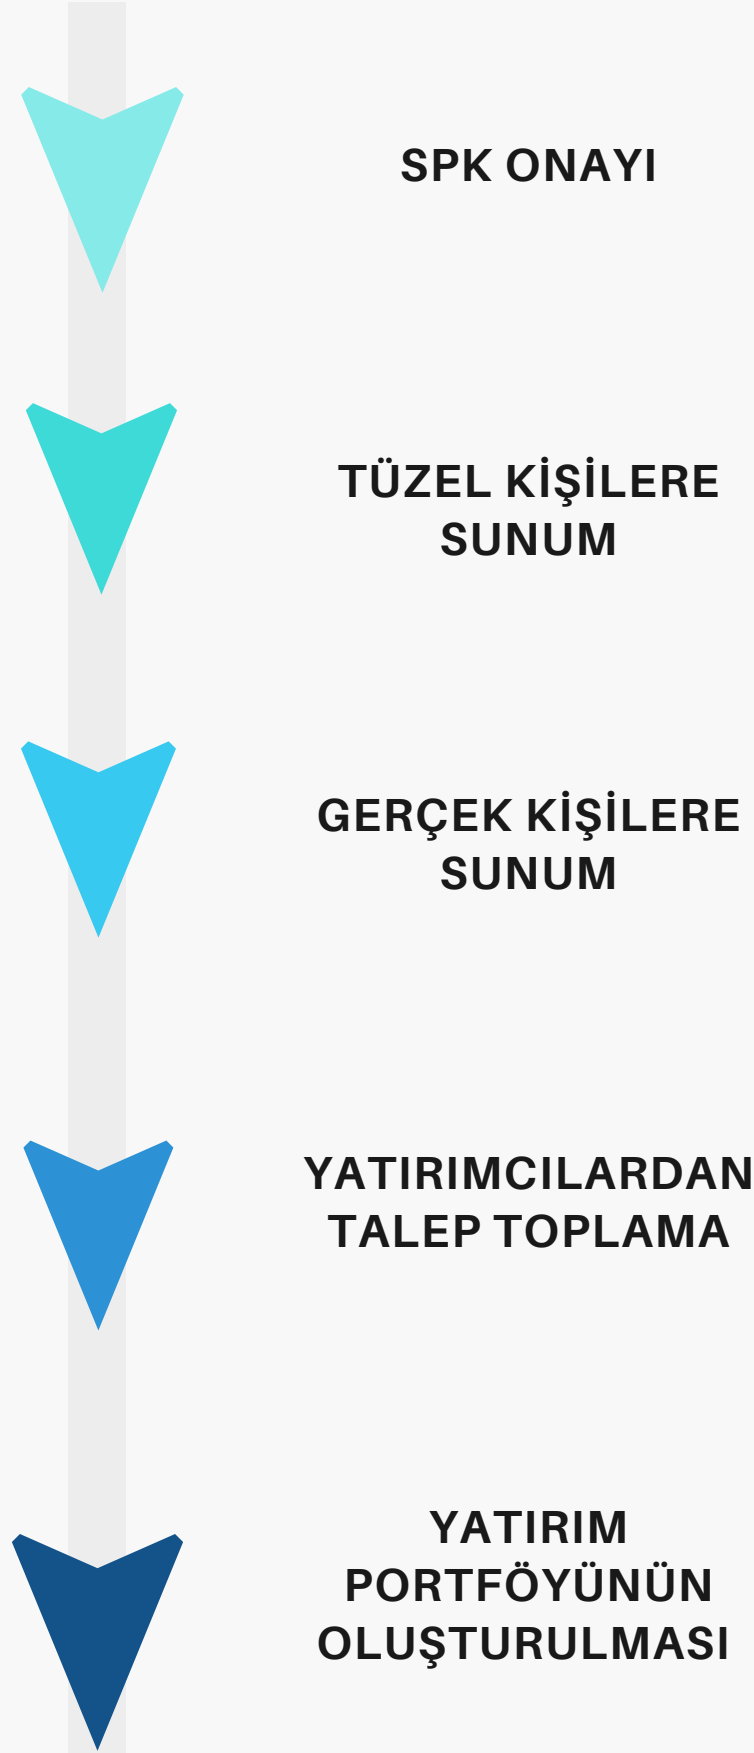 SPK ONAYI
TÜZEL KİŞİLERE
SUNUM
GERÇEK KİŞİLERE
SUNUM
YATIRIMCILARDAN
TALEP TOPLAMA
YATIRIM
PORTFÖYÜNÜN
OLUŞTURULMASI